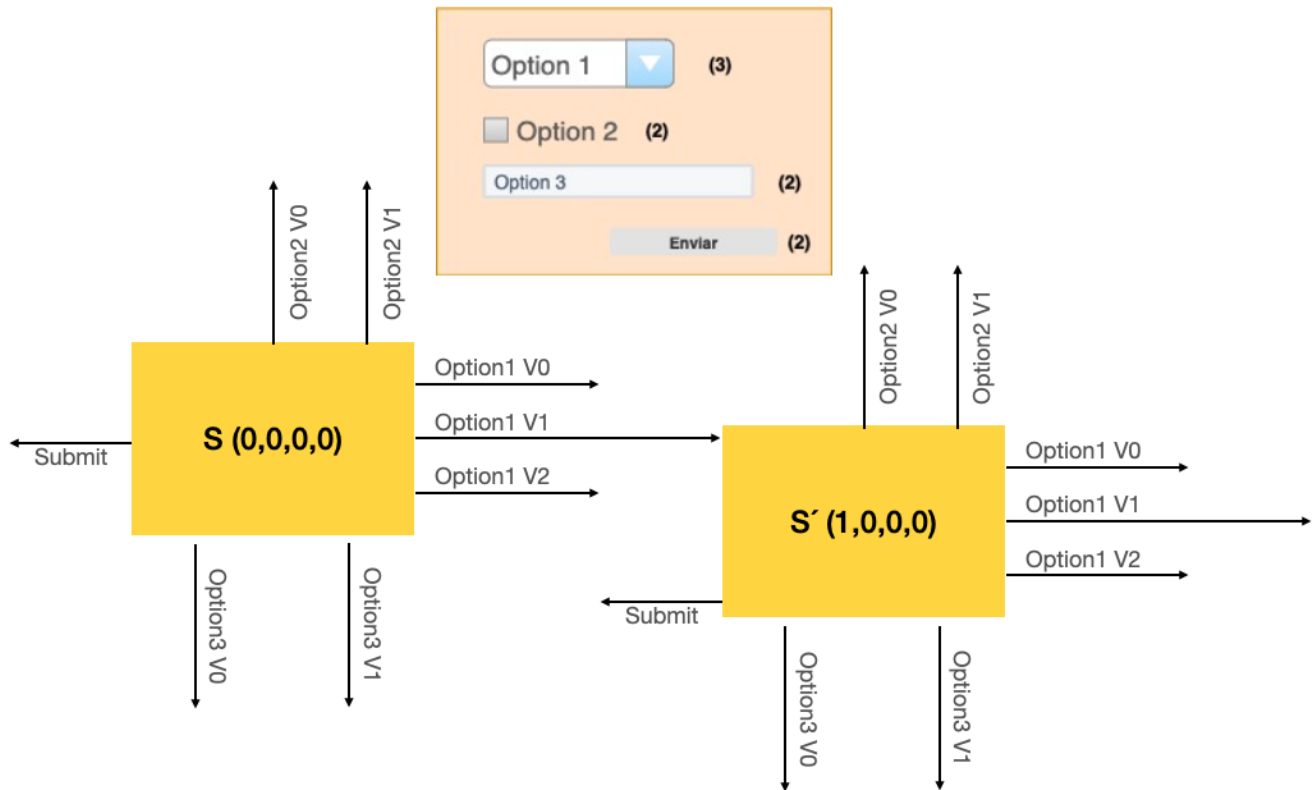 Option 1
(3)
Option 2
(2)
Option 3
(2)
Enviar
(2)
Option2 V0
Option2 V1
Option1 V0
Option1 V1
Option1 V2
S (0,0,0,0)
Submit
Option3 V0
Option3 V1
Option2 V0
Option2 V1
Option1 V0
Option1 V1
Option1 V2
S´ (1,0,0,0)
Submit
Option3 V0
Option3 V1